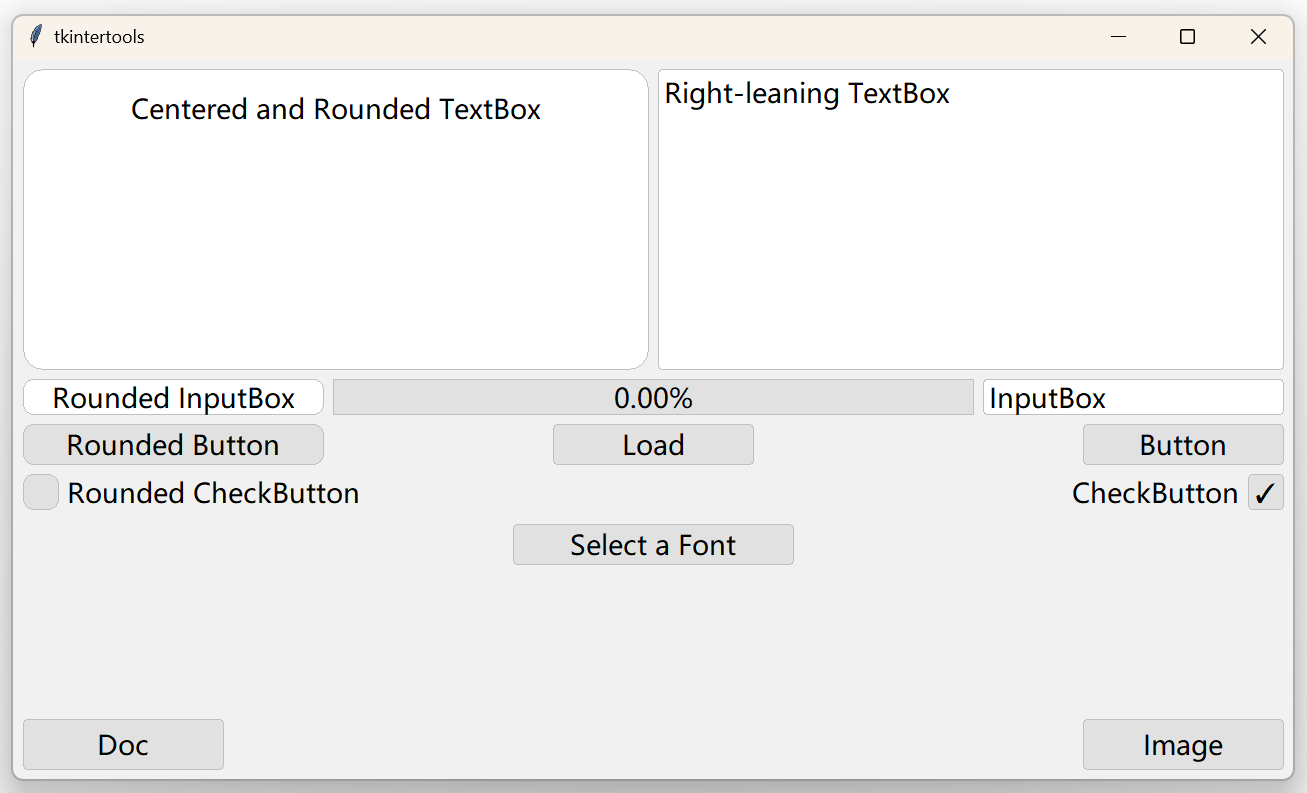 tkintertools
Centered and Rounded TextBox
Right-leaning TextBox
Rounded InputBox
0.00%
InputBox
Rounded Button
Load
Button
Rounded CheckButton
CheckButton ✓
Select a Font
Doc
Image